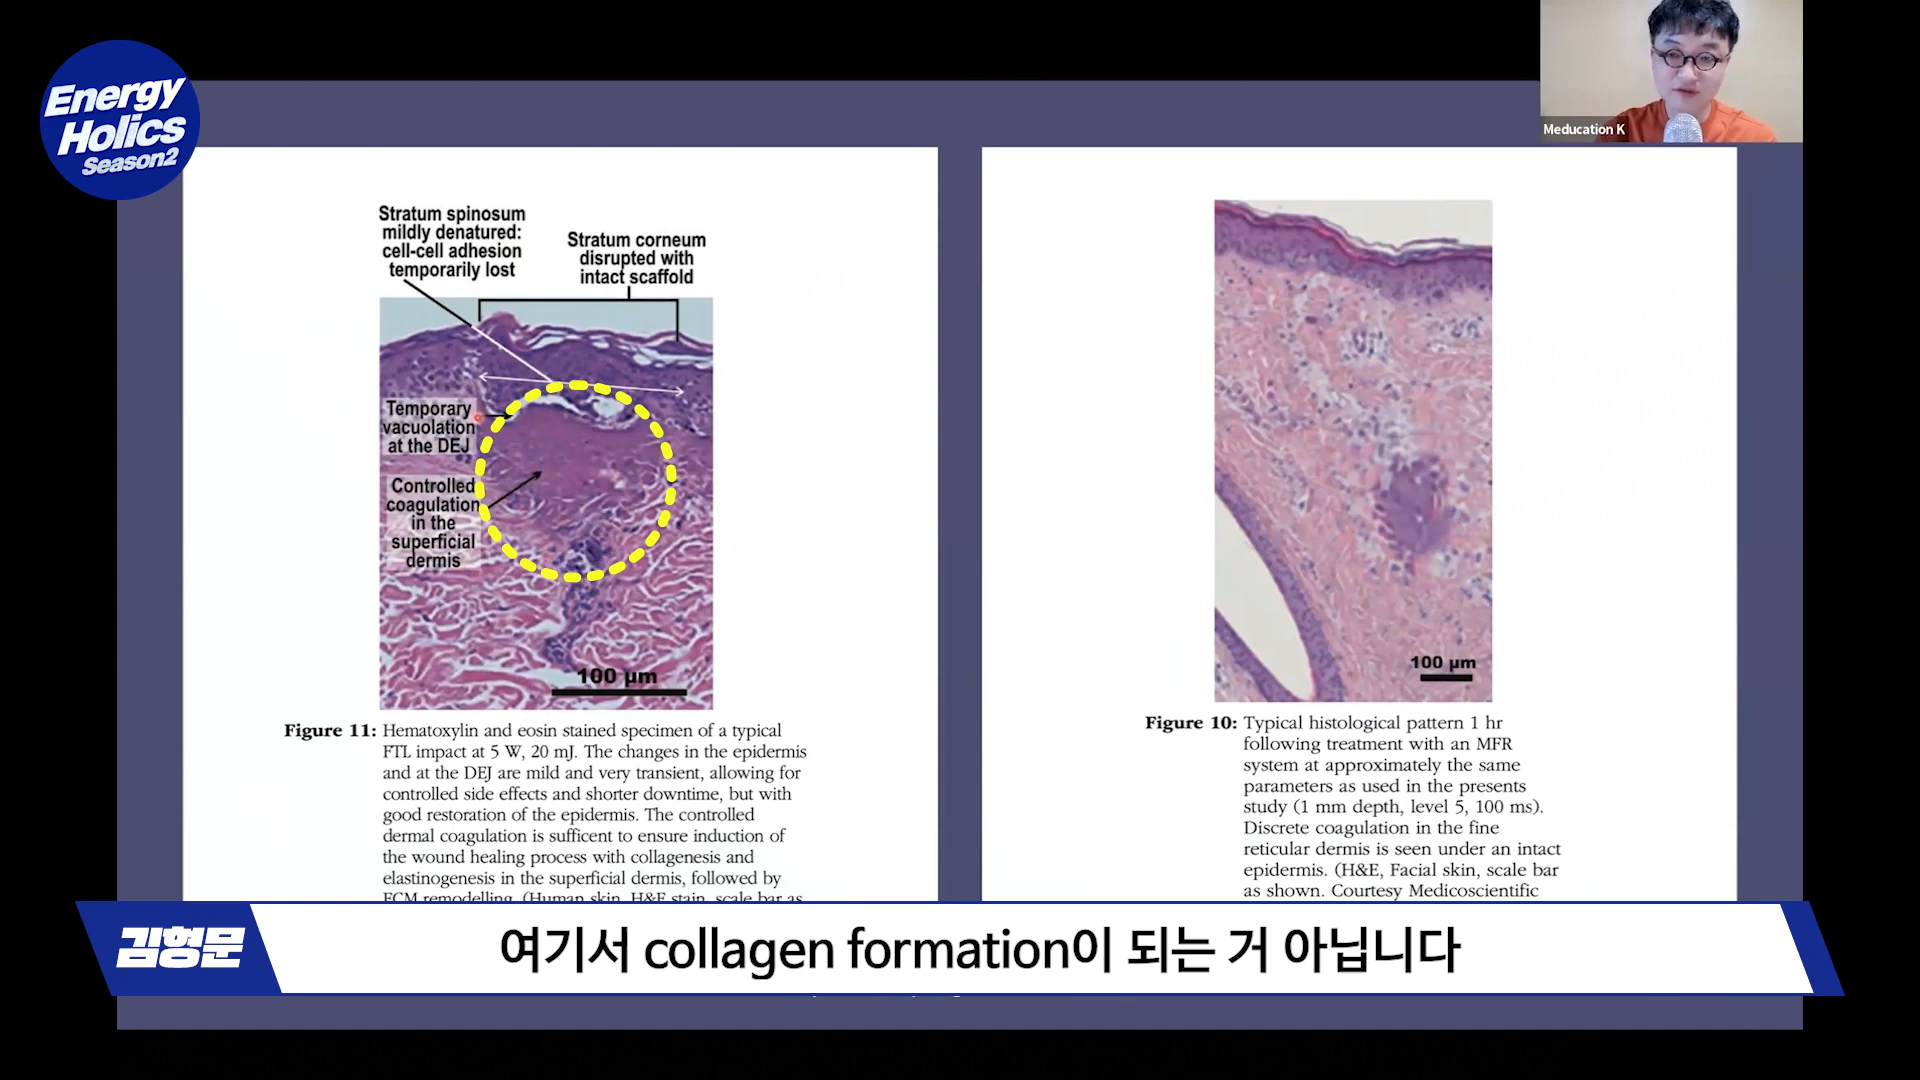 Energy
Holics
Season2
Meducation K
Stratum spinosum
mildly denatured:
cell-cell adhesion
temporarily lost
Stratum corneum
disrupted with
intact scaffold
Temporary
vacuolation
at the DEJ
Controlled
coagulation
in the
superficial
dermis
100 µm
Figure 11: Hematoxylin and eosin stained specimen of a typical
FTL impact at 5 W, 20 mJ. The changes in the epidermis
and at the DEJ are mild and very transient, allowing for
controlled side effects and shorter downtime, but with
good restoration of the epidermis. The controlled
dermal coagulation is sufficent to ensure induction of
the wound healing process with collagenesis and
elastinogenesis in the superficial dermis, followed by
ECM remodelling. (Human skin, H&E stain, scale bar as
100 µm
Figure 10: Typical histological pattern 1 hr
following treatment with an MFR
system at approximately the same
parameters as used in the presents
study (1 mm depth, level 5, 100 ms).
Discrete coagulation in the fine
reticular dermis is seen under an intact
epidermis. (H&E, Facial skin, scale bar
as shown. Courtesy Medicoscientific
김형문
여기서 collagen formation이 되는 거 아닙니다